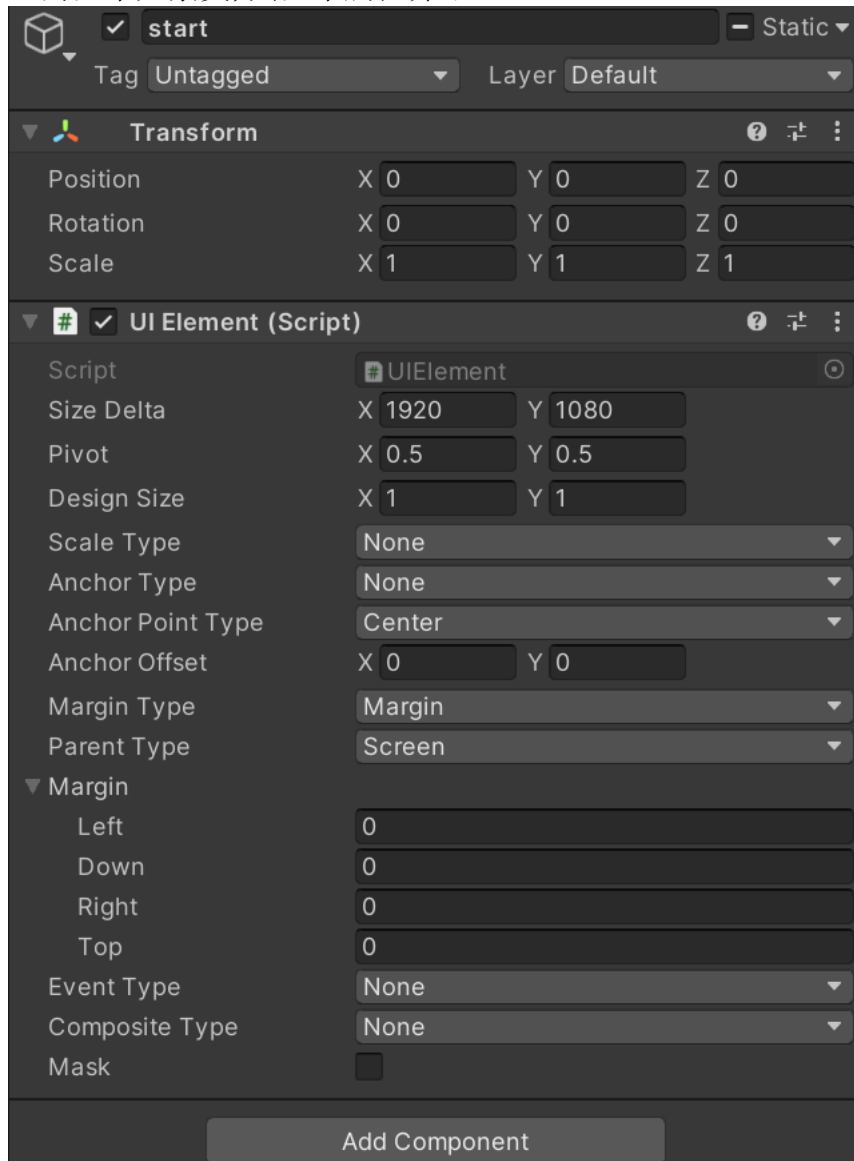 start
Static
Tag Untagged Layer Default
Transform
Position X 0 Y 0 Z 0
Rotation X 0 Y 0 Z 0
Scale X 1 Y 1 Z 1
# UI Element (Script)
Script # UIElement
Size Delta X 1920 Y 1080
Pivot X 0.5 Y 0.5
Design Size X 1 Y 1
Scale Type None
Anchor Type None
Anchor Point Type Center
Anchor Offset X 0 Y 0
Margin Type Margin
Parent Type Screen
Margin
Left 0
Down 0
Right 0
Top 0
Event Type None
Composite Type None
Mask
Add Component